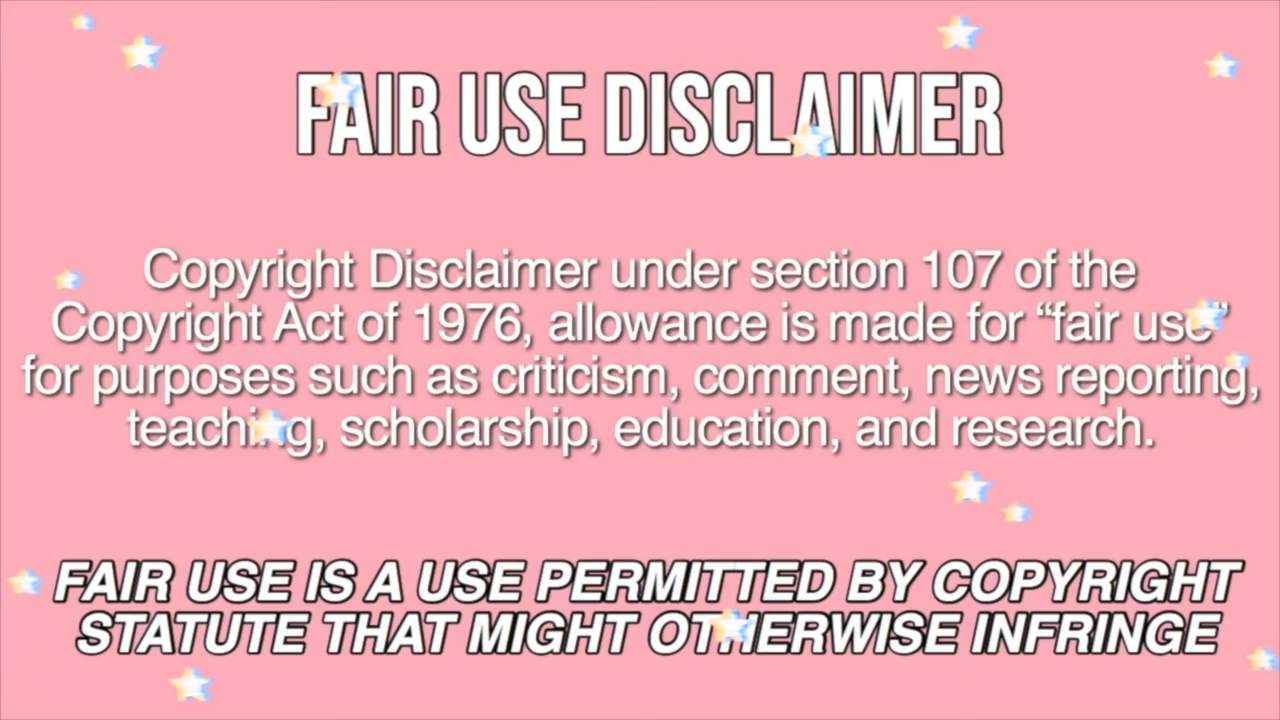 FAIR USE DISCLAIMER
Copyright Disclaimer under section 107 of the
Copyright Act of 1976, allowance is made for “fair use”
for purposes such as criticism, comment, news reporting,
teaching, scholarship, education, and research.
FAIR USE IS A USE PERMITTED BY COPYRIGHT
STATUTE THAT MIGHT OTHERWISE INFRINGE